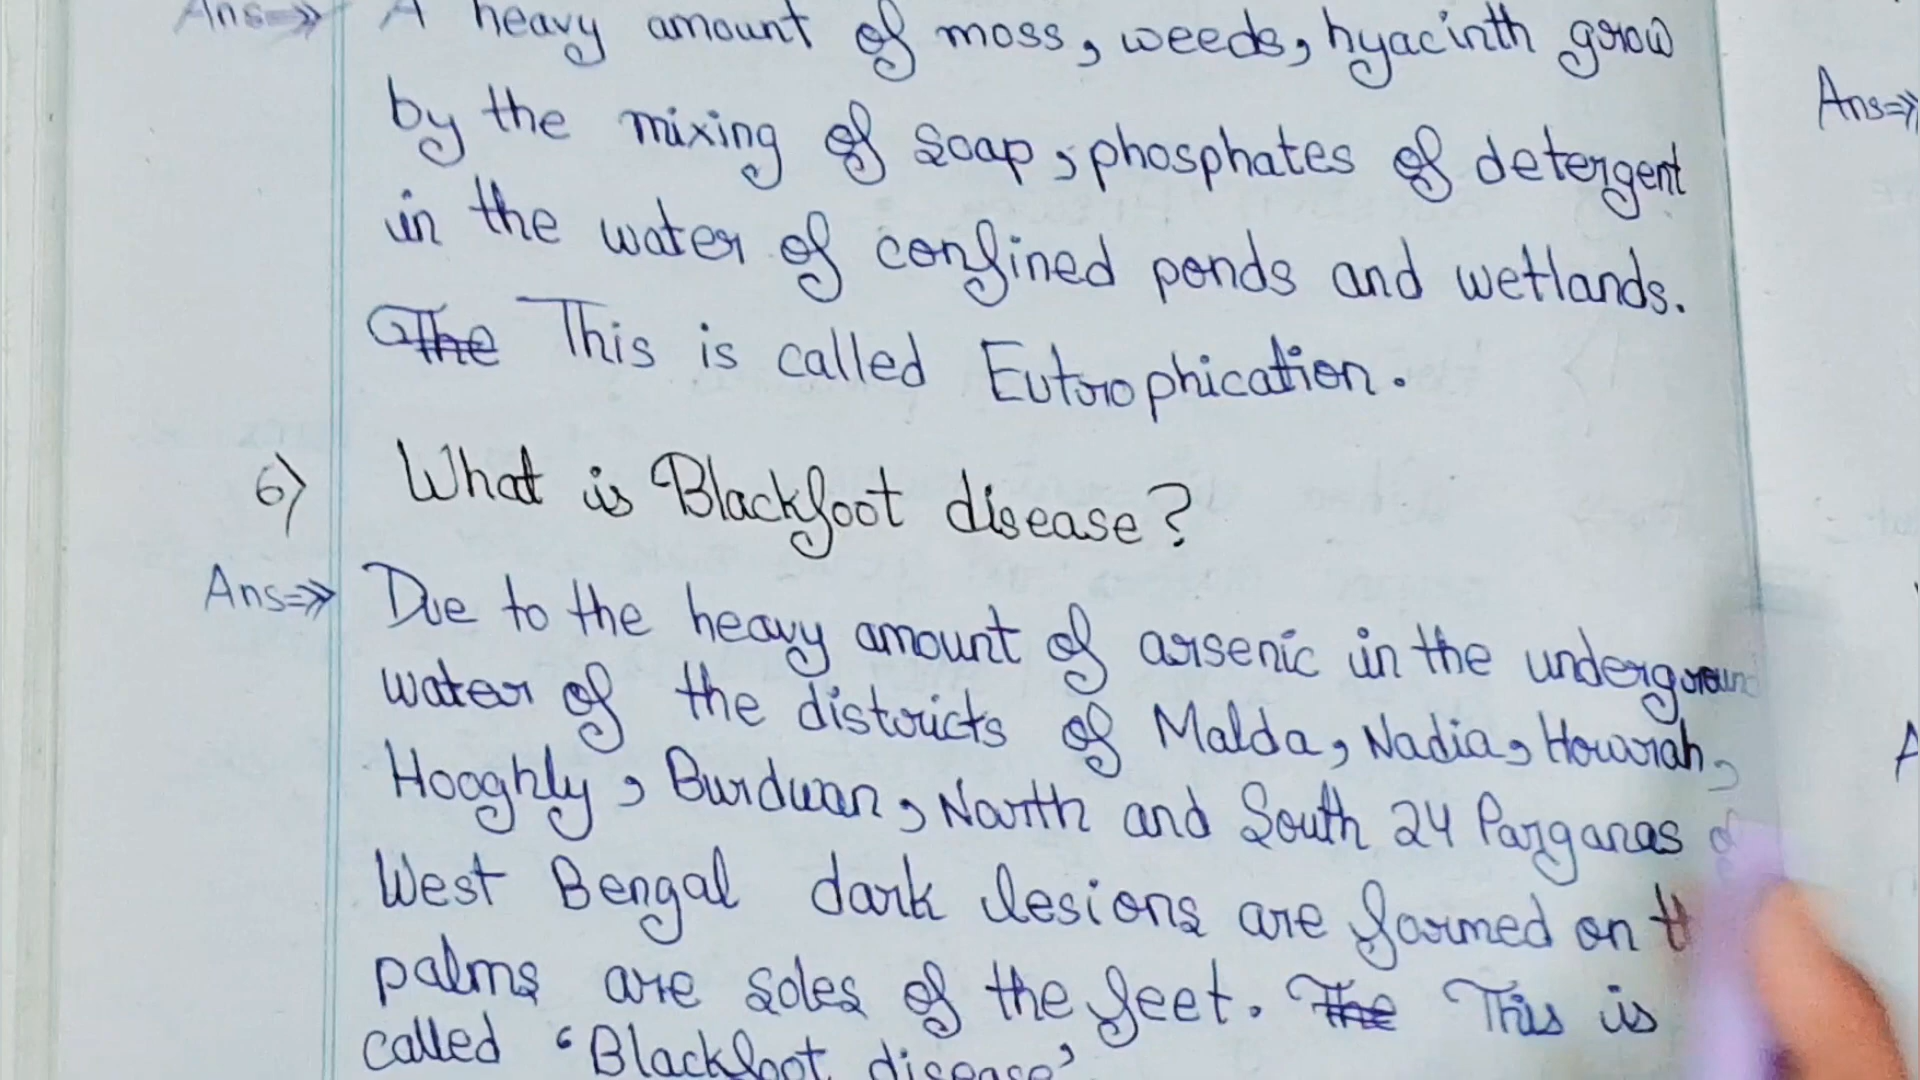 Ans⇒ A heavy amount of moss, weeds, hyacinth grow
by the mixing of soap, phosphates of detergent
in the water of confined ponds and wetlands.
The This is called Eutrophication.
6) What is Blackfoot disease?
Ans⇒ Due to the heavy amount of arsenic in the underground
water of the districts of Malda, Nadia, Howrah,
Hooghly, Burdwan, North and South 24 Parganas
West Bengal dark lesions are formed on
palms are soles of the feet. The This is
called 'Blackfoot disease'
Ans⇒